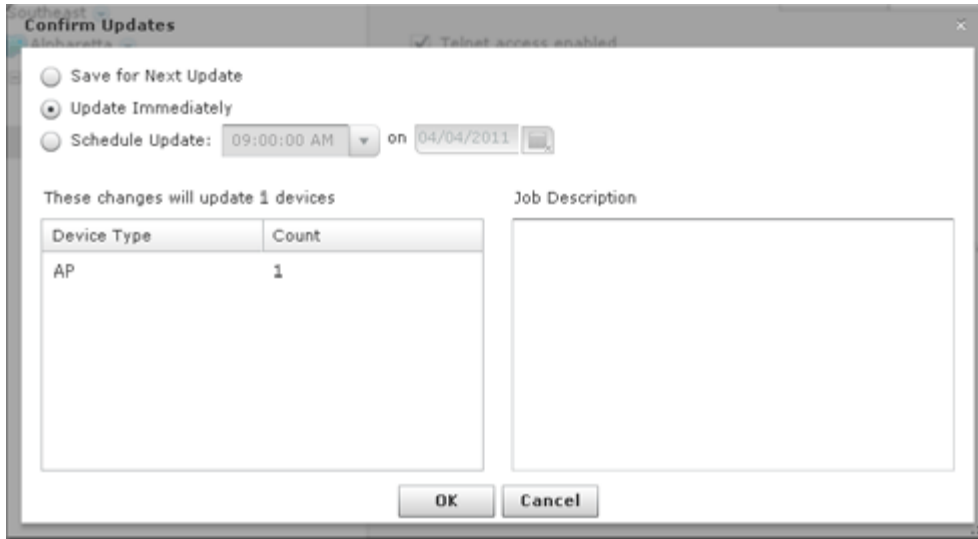 Southeast
Confirm Updates
Alpharetta
Telnet access enabled
Save for Next Update
Update Immediately
Schedule Update: 09:00:00 AM on 04/04/2011
These changes will update 1 devices
Job Description
Device Type Count
AP 1
OK Cancel